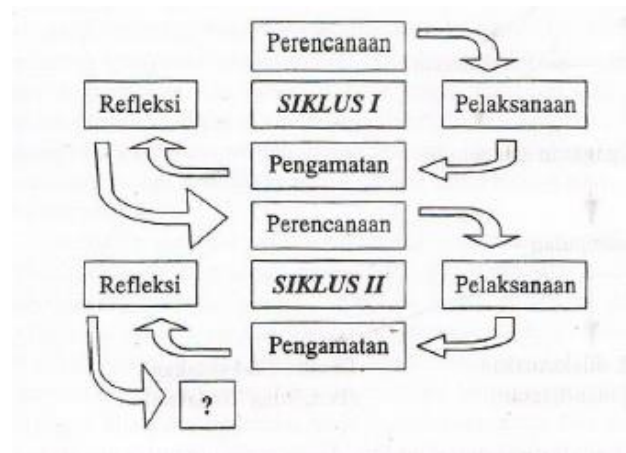 Perencanaan
Refleksi
SIKLUS I
Pelaksanaan
Pengamatan
Perencanaan
Refleksi
SIKLUS II
Pelaksanaan
Pengamatan
?